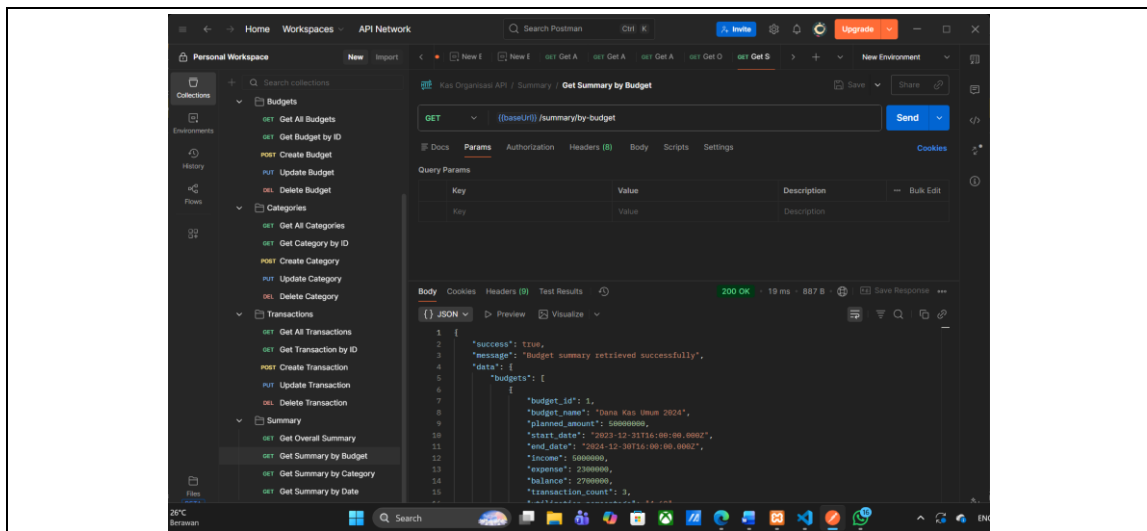 Home Workspaces API Network Search Postman Ctrl K Invite Upgrade
Personal Workspace New Import New E New E GET Get A GET Get A GET Get A GET Get O GET Get S New Environment
Collections
Environments
History
Flows
Files
Search collections
Budgets
GET Get All Budgets
GET Get Budget by ID
POST Create Budget
PUT Update Budget
DEL Delete Budget
Categories
GET Get All Categories
GET Get Category by ID
POST Create Category
PUT Update Category
DEL Delete Category
Transactions
GET Get All Transactions
GET Get Transaction by ID
POST Create Transaction
PUT Update Transaction
DEL Delete Transaction
Summary
GET Get Overall Summary
GET Get Summary by Budget
GET Get Summary by Category
GET Get Summary by Date
Kas Organisasi API / Summary / Get Summary by Budget Save Share
GET {{baseUrl}} /summary/by-budget Send
Docs Params Authorization Headers (8) Body Scripts Settings Cookies
Query Params
Key Value Description Bulk Edit
Key Value Description
Body Cookies Headers (9) Test Results 200 OK 19 ms 887 B Save Response
{} JSON Preview Visualize
1 {
2 "success": true,
3 "message": "Budget summary retrieved successfully",
4 "data": {
5 "budgets": [
6 {
7 "budget_id": 1,
8 "budget_name": "Dana Kas Umum 2024",
9 "planned_amount": 50000000,
10 "start_date": "2023-12-31T16:00:00.000Z",
11 "end_date": "2024-12-30T16:00:00.000Z",
12 "income": 5000000,
13 "expense": 2300000,
14 "balance": 2700000,
15 "transaction_count": 3,
26°C
Berawan
Search
16
ENG